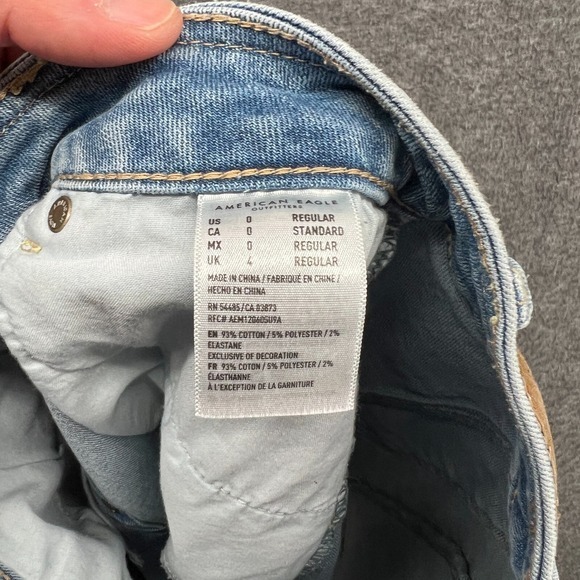 AMERICAN EAGLE
OUTFITTERS
US 0 REGULAR
CA 0 STANDARD
MX 0 REGULAR
UK 4 REGULAR
MADE IN CHINA / FABRIQUÉ EN CHINE /
HECHO EN CHINA
RN 54485 / CA 03873
RFC# AEM120605U9A
EN 93% COTTON / 5% POLYESTER / 2%
ELASTANE
EXCLUSIVE OF DECORATION
FR 93% COTON / 5% POLYESTER / 2%
ÉLASTHANNE
À L'EXCEPTION DE LA GARNITURE